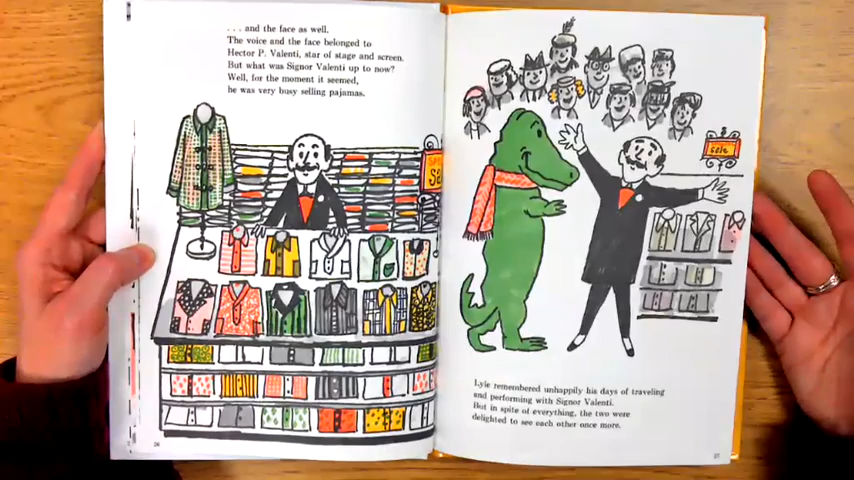 . . . and the face as well.
The voice and the face belonged to
Hector P. Valenti, star of stage and screen.
But what was Signor Valenti up to now?
Well, for the moment it seemed,
he was very busy selling pajamas.
sale
Lyle remembered unhappily his days of traveling
and performing with Signor Valenti.
But in spite of everything, the two were
delighted to see each other once more.
26
27